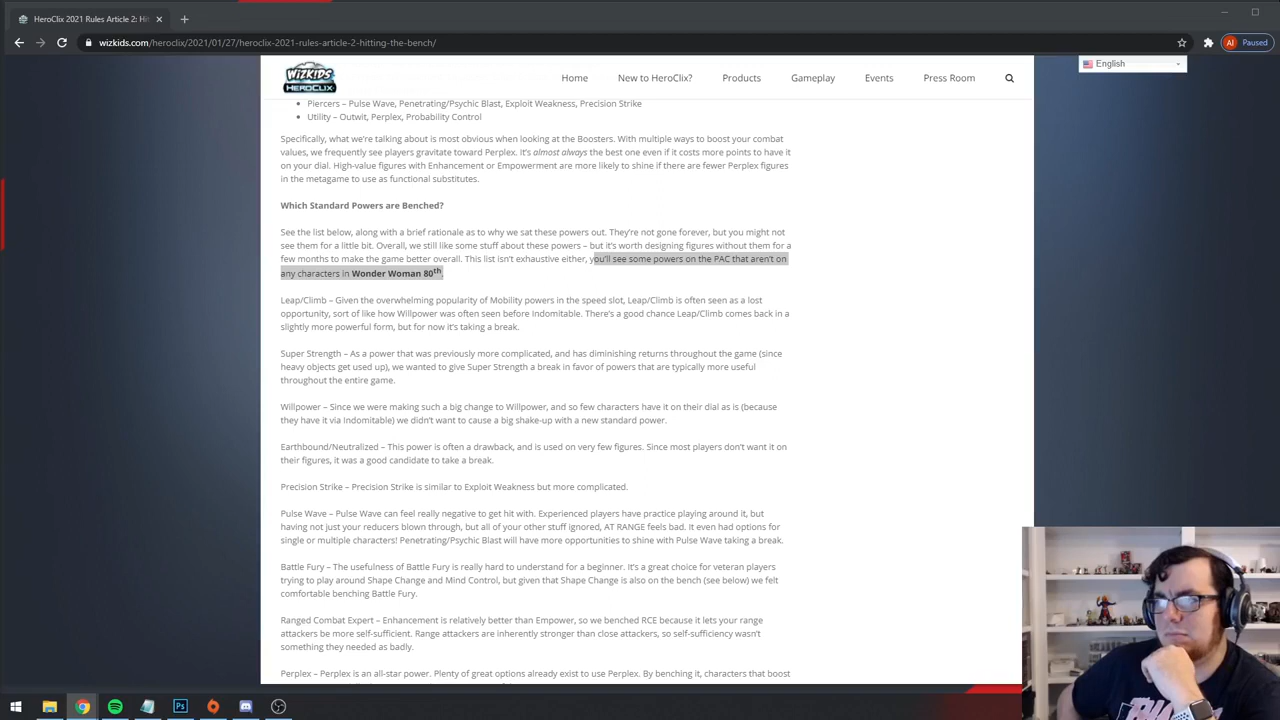 HeroClix 2021 Rules Article 2: Hit
wizkids.com/heroclix/2021/01/27/heroclix-2021-rules-article-2-hitting-the-bench/
AI Paused
WIZKIDS
HEROCLIX
Home New to HeroClix? Products Gameplay Events Press Room
English
Piercers – Pulse Wave, Penetrating/Psychic Blast, Exploit Weakness, Precision Strike
Utility – Outwit, Perplex, Probability Control
Specifically, what we're talking about is most obvious when looking at the Boosters. With multiple ways to boost your combat
values, we frequently see players gravitate toward Perplex. It's almost always the best one even if it costs more points to have it
on your dial. High-value figures with Enhancement or Empowerment are more likely to shine if there are fewer Perplex figures
in the metagame to use as functional substitutes.
Which Standard Powers are Benched?
See the list below, along with a brief rationale as to why we sat these powers out. They're not gone forever, but you might not
see them for a little bit. Overall, we still like some stuff about these powers – but it's worth designing figures without them for a
few months to make the game better overall. This list isn't exhaustive either, you'll see some powers on the PAC that aren't on
any characters in Wonder Woman 80th.
Leap/Climb – Given the overwhelming popularity of Mobility powers in the speed slot, Leap/Climb is often seen as a lost
opportunity, sort of like how Willpower was often seen before Indomitable. There's a good chance Leap/Climb comes back in a
slightly more powerful form, but for now it's taking a break.
Super Strength – As a power that was previously more complicated, and has diminishing returns throughout the game (since
heavy objects get used up), we wanted to give Super Strength a break in favor of powers that are typically more useful
throughout the entire game.
Willpower – Since we were making such a big change to Willpower, and so few characters have it on their dial as is (because
they have it via Indomitable) we didn't want to cause a big shake-up with a new standard power.
Earthbound/Neutralized – This power is often a drawback, and is used on very few figures. Since most players don't want it on
their figures, it was a good candidate to take a break.
Precision Strike – Precision Strike is similar to Exploit Weakness but more complicated.
Pulse Wave – Pulse Wave can feel really negative to get hit with. Experienced players have practice playing around it, but
having not just your reducers blown through, but all of your other stuff ignored, AT RANGE feels bad. It even had options for
single or multiple characters! Penetrating/Psychic Blast will have more opportunities to shine with Pulse Wave taking a break.
Battle Fury – The usefulness of Battle Fury is really hard to understand for a beginner. It's a great choice for veteran players
trying to play around Shape Change and Mind Control, but given that Shape Change is also on the bench (see below) we felt
comfortable benching Battle Fury.
Ranged Combat Expert – Enhancement is relatively better than Empower, so we benched RCE because it lets your range
attackers be more self-sufficient. Range attackers are inherently stronger than close attackers, so self-sufficiency wasn't
something they needed as badly.
Perplex – Perplex is an all-star power. Plenty of great options already exist to use Perplex. By benching it, characters that boost